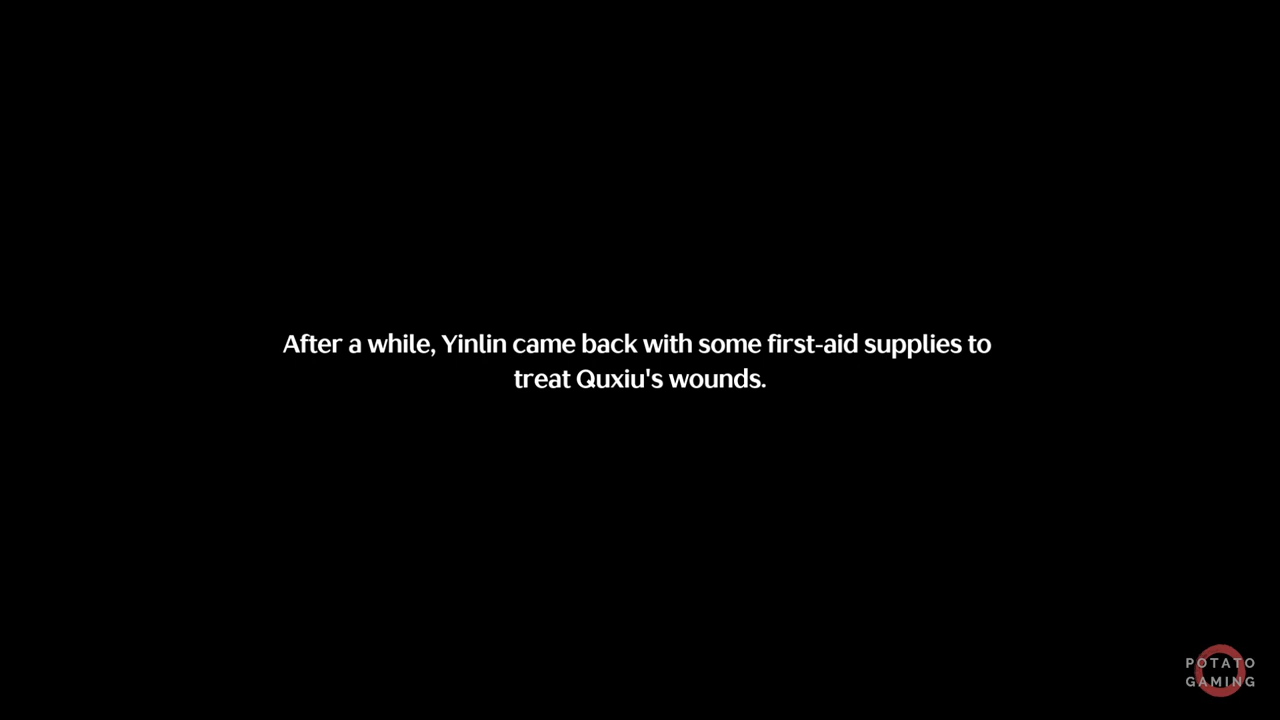 After a while, Yinlin came back with some first-aid supplies to
treat Quxiu's wounds.
POTATO
GAMING